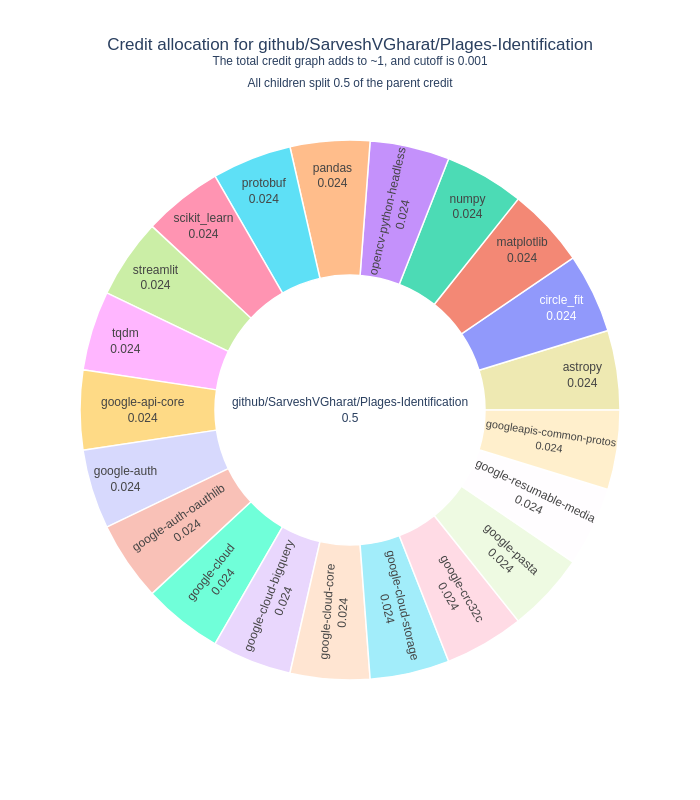 Credit allocation for github/SarveshVGharat/Plages-Identification
The total credit graph adds to ~1, and cutoff is 0.001
All children split 0.5 of the parent credit
github/SarveshVGharat/Plages-Identification
0.5
astropy
0.024
circle_fit
0.024
matplotlib
0.024
numpy
0.024
opencv-python-headless
0.024
pandas
0.024
protobuf
0.024
scikit_learn
0.024
streamlit
0.024
tqdm
0.024
google-api-core
0.024
google-auth
0.024
google-auth-oauthlib
0.024
google-cloud
0.024
google-cloud-bigquery
0.024
google-cloud-core
0.024
google-cloud-storage
0.024
google-crc32c
0.024
google-pasta
0.024
google-resumable-media
0.024
googleapis-common-protos
0.024